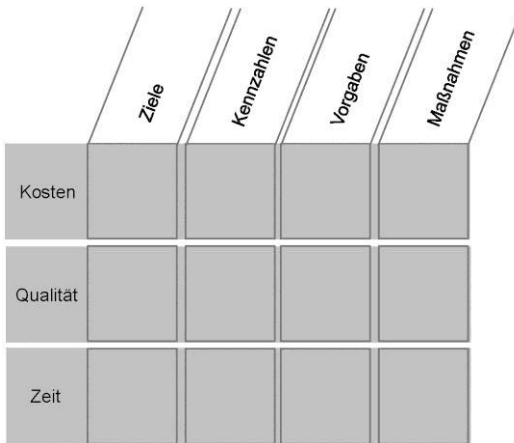 Ziele
Kennzahlen
Vorgaben
Maßnahmen
Kosten
Qualität
Zeit